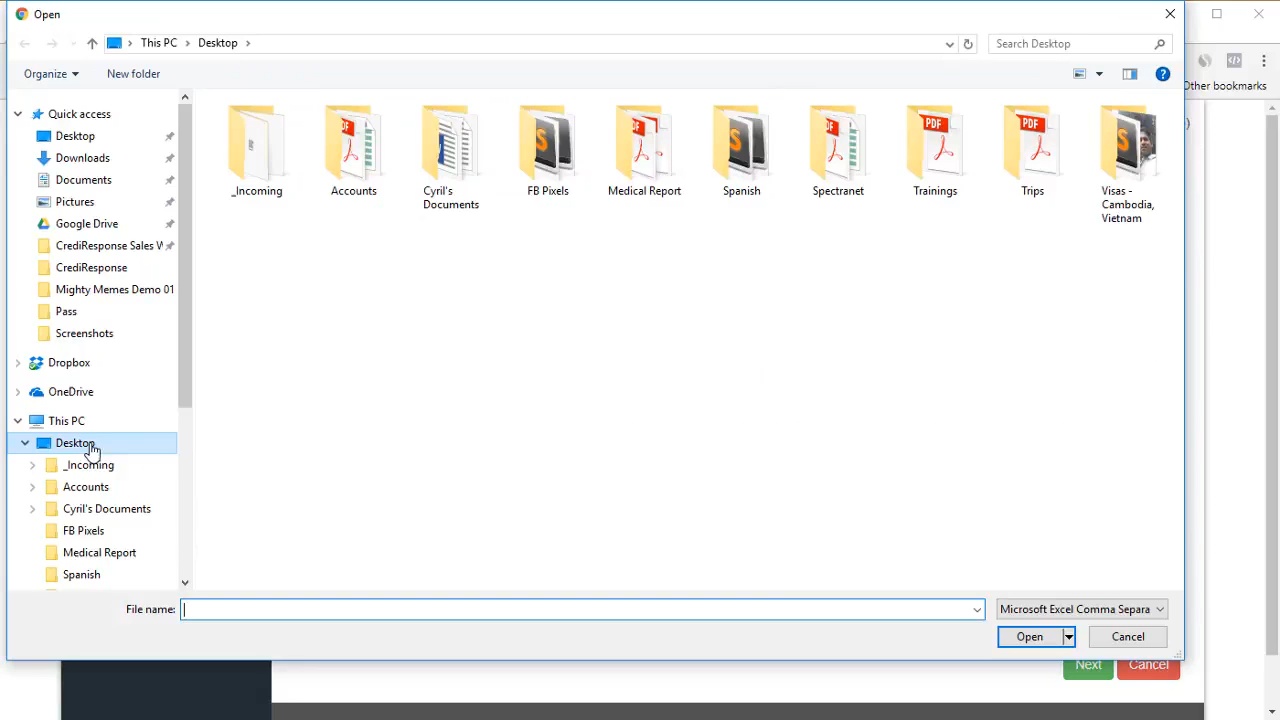 Open
This PC
Desktop
Search Desktop
Organize
New folder
Other bookmarks
Quick access
Desktop
Downloads
Documents
Pictures
Google Drive
CrediResponse Sales W
CrediResponse
Mighty Memes Demo 01
Pass
Screenshots
Dropbox
OneDrive
This PC
Desktop
_Incoming
Accounts
Cyril's Documents
FB Pixels
Medical Report
Spanish
_Incoming
Accounts
Cyril's
Documents
FB Pixels
Medical Report
Spanish
Spectranet
Trainings
Trips
Visas -
Cambodia,
Vietnam
PDF
PDF
File name:
Microsoft Excel Comma Separa
Open
Cancel
Next
Cancel